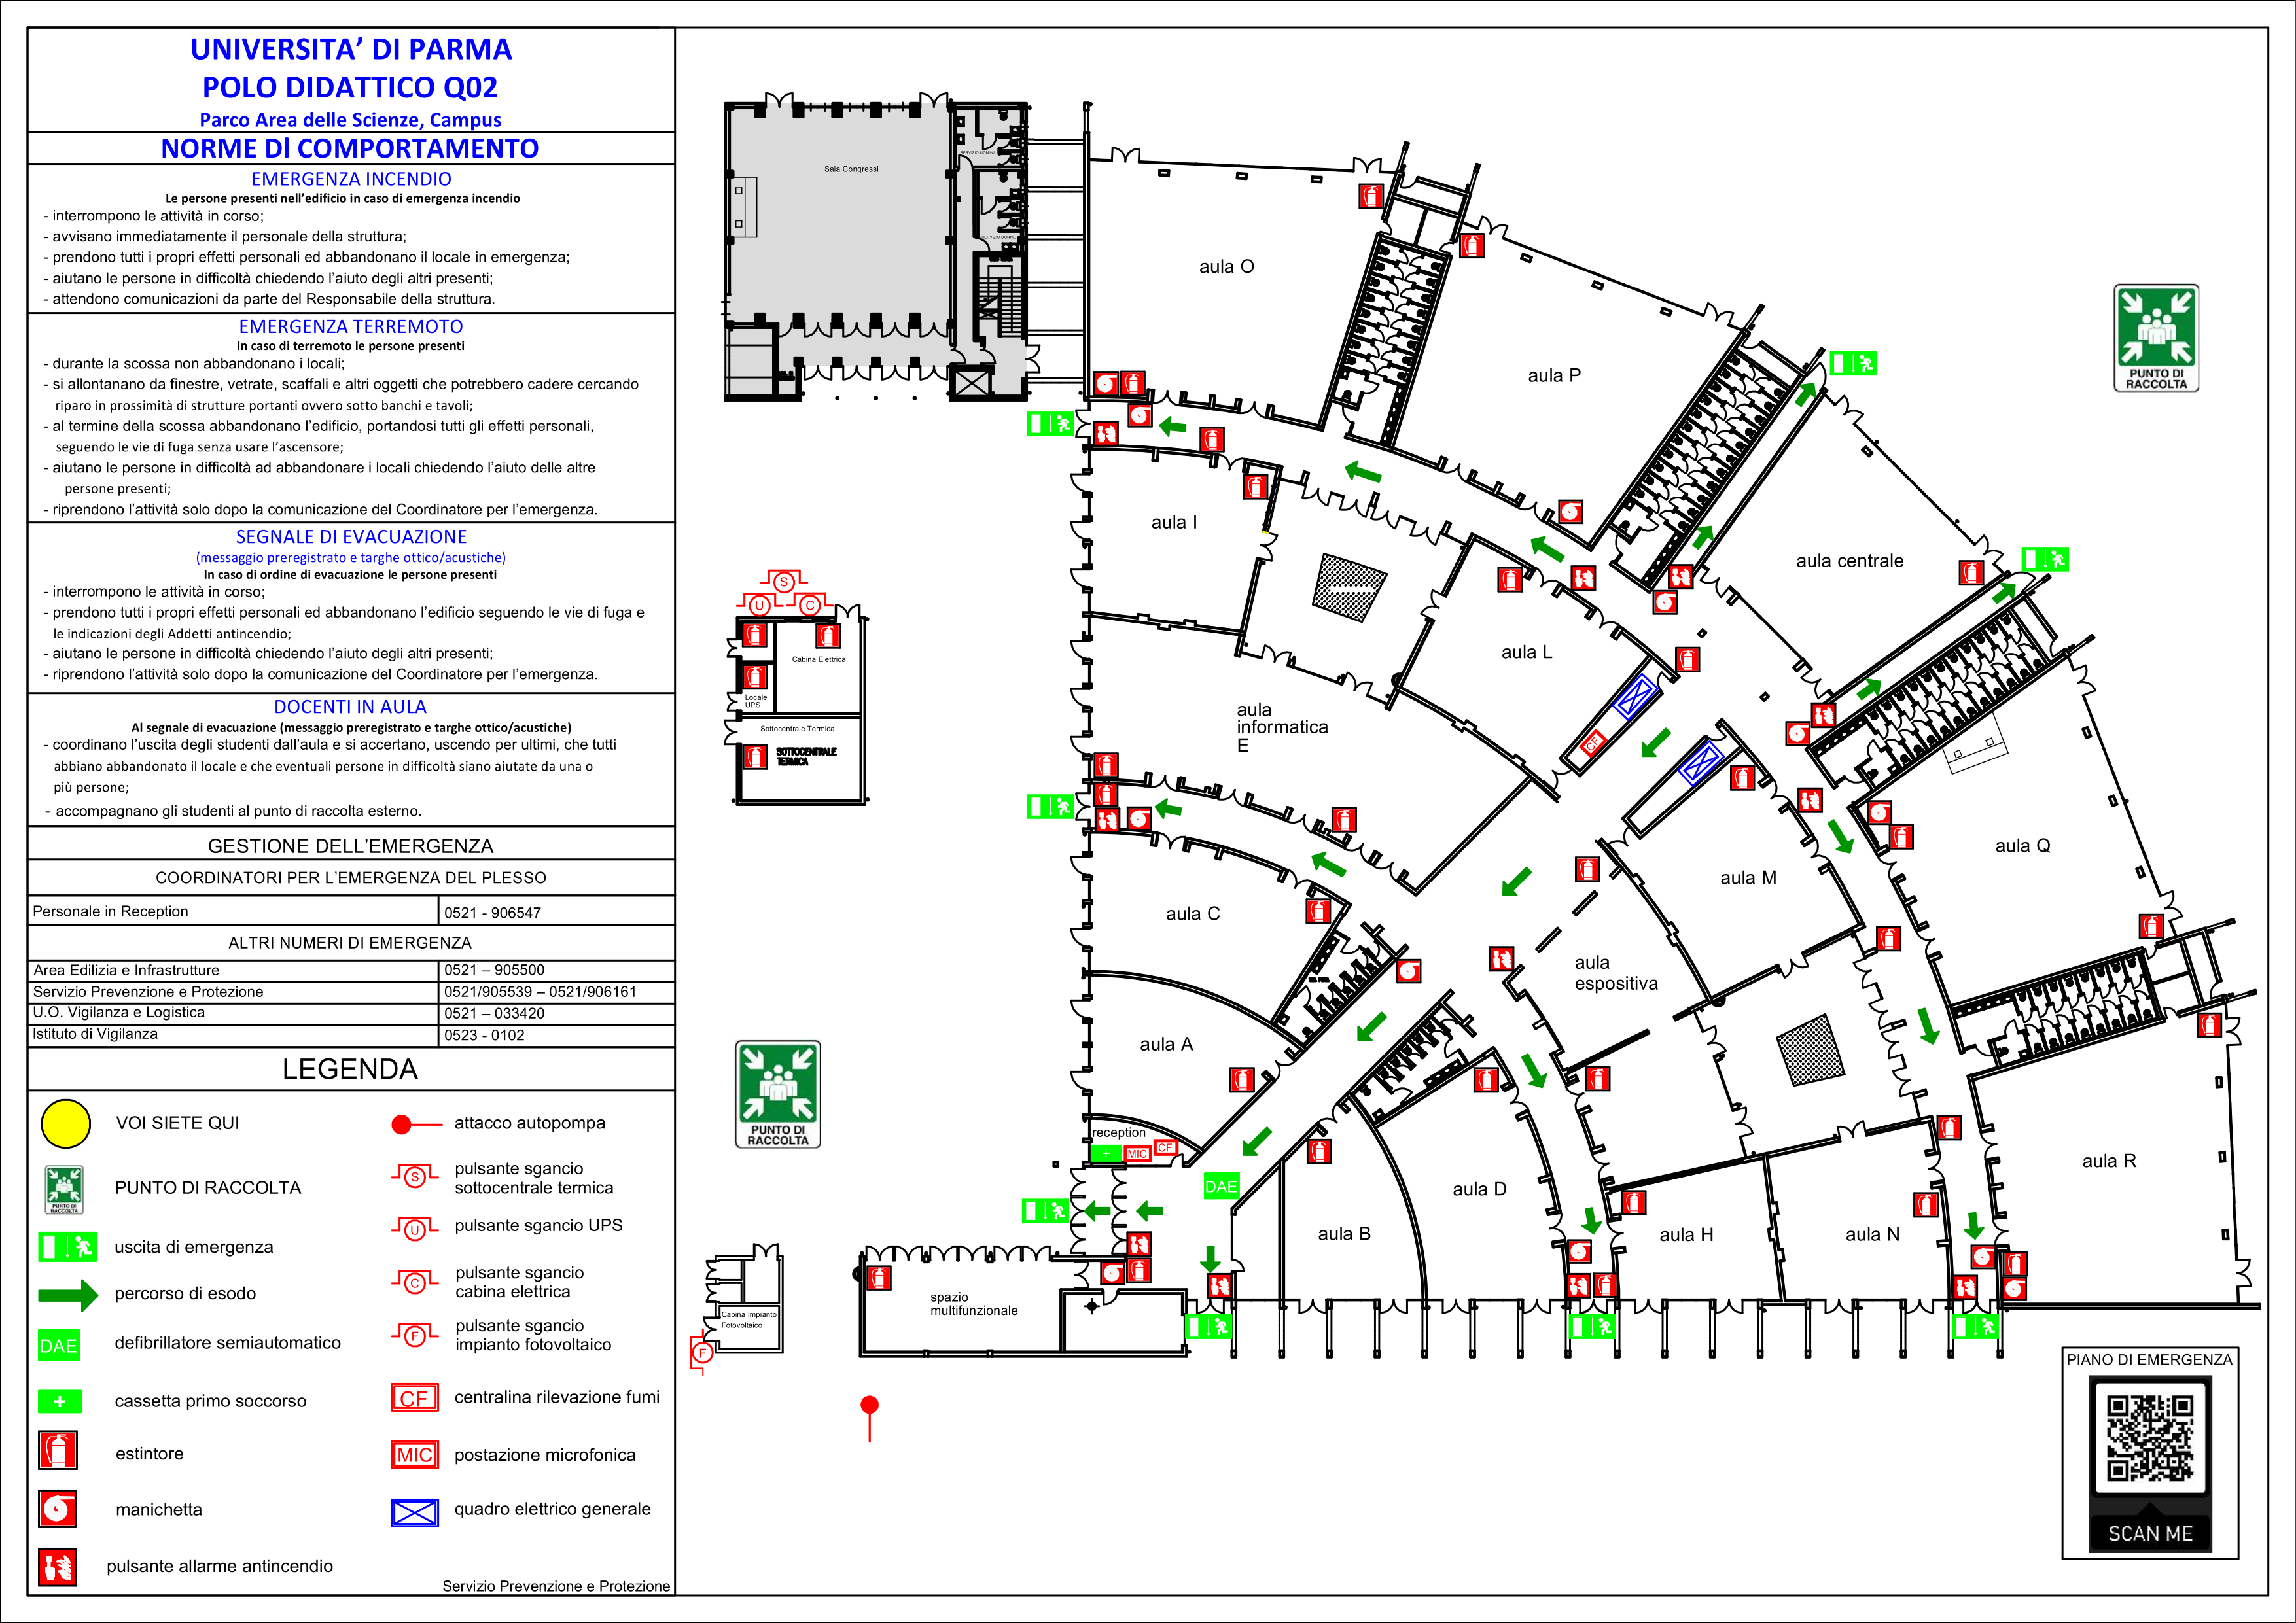 UNIVERSITA’ DI PARMA
POLO DIDATTICO Q02
Parco Area delle Scienze, Campus
NORME DI COMPORTAMENTO
EMERGENZA INCENDIO
Le persone presenti nell’edificio in caso di emergenza incendio
- interrompono le attività in corso;
- avvisano immediatamente il personale della struttura;
- prendono tutti i propri effetti personali ed abbandonano il locale in emergenza;
- aiutano le persone in difficoltà chiedendo l’aiuto degli altri presenti;
- attendono comunicazioni da parte del Responsabile della struttura.
EMERGENZA TERREMOTO
In caso di terremoto le persone presenti
- durante la scossa non abbandonano i locali;
- si allontanano da finestre, vetrate, scaffali e altri oggetti che potrebbero cadere cercando
riparo in prossimità di strutture portanti ovvero sotto banchi e tavoli;
- al termine della scossa abbandonano l’edificio, portandosi tutti gli effetti personali,
seguendo le vie di fuga senza usare l’ascensore;
- aiutano le persone in difficoltà ad abbandonare i locali chiedendo l’aiuto delle altre
persone presenti;
- riprendono l’attività solo dopo la comunicazione del Coordinatore per l’emergenza.
SEGNALE DI EVACUAZIONE
(messaggio preregistrato e targhe ottico/acustiche)
In caso di ordine di evacuazione le persone presenti
- interrompono le attività in corso;
- prendono tutti i propri effetti personali ed abbandonano l’edificio seguendo le vie di fuga e
le indicazioni degli Addetti antincendio;
- aiutano le persone in difficoltà chiedendo l’aiuto degli altri presenti;
- riprendono l’attività solo dopo la comunicazione del Coordinatore per l’emergenza.
DOCENTI IN AULA
Al segnale di evacuazione (messaggio preregistrato e targhe ottico/acustiche)
- coordinano l’uscita degli studenti dall’aula e si accertano, uscendo per ultimi, che tutti
abbiano abbandonato il locale e che eventuali persone in difficoltà siano aiutate da una o
più persone;
- accompagnano gli studenti al punto di raccolta esterno.
GESTIONE DELL’EMERGENZA
COORDINATORI PER L’EMERGENZA DEL PLESSO
Personale in Reception 0521 - 906547
ALTRI NUMERI DI EMERGENZA
Area Edilizia e Infrastrutture 0521 – 905500
Servizio Prevenzione e Protezione 0521/905539 – 0521/906161
U.O. Vigilanza e Logistica 0521 – 033420
Istituto di Vigilanza 0523 - 0102
LEGENDA
VOI SIETE QUI
PUNTO DI RACCOLTA
PUNTO DI
RACCOLTA
uscita di emergenza
percorso di esodo
DAE defibrillatore semiautomatico
+ cassetta primo soccorso
estintore
manichetta
pulsante allarme antincendio
attacco autopompa
S pulsante sgancio
sottocentrale termica
U pulsante sgancio UPS
C pulsante sgancio
cabina elettrica
F pulsante sgancio
impianto fotovoltaico
CF centralina rilevazione fumi
MIC postazione microfonica
quadro elettrico generale
Servizio Prevenzione e Protezione
Sala Congressi
SERVIZIO UOMINI
SERVIZIO DONNE
aula O
aula P
PUNTO DI
RACCOLTA
aula I
aula centrale
S
U C
Cabina Elettrica
Locale
UPS
Sottocentrale Termica
SOTTOCENTRALE
TERMICA
aula L
aula
informatica
E
CF
aula Q
aula M
aula C
aula
espositiva
aula A
PUNTO DI
RACCOLTA
reception
+ MIC CF
DAE
aula R
aula D
aula B
aula H
aula N
spazio
multifunzionale
Cabina Impianto
Fotovoltaico
F
PIANO DI EMERGENZA
SCAN ME